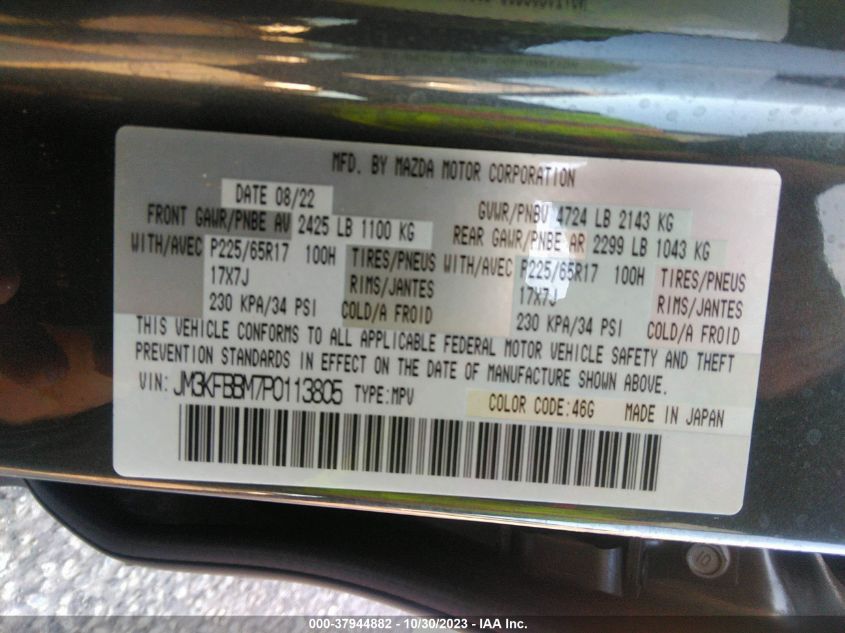 MFD. BY MAZDA MOTOR CORPORATION
DATE 08/22 GVWR/PNBV 4724 LB 2143 KG
FRONT GAWR/PNBE AV 2425 LB 1100 KG REAR GAWR/PNBE AR 2299 LB 1043 KG
WITH/AVEC P225/65R17 100H TIRES/PNEUS WITH/AVEC P225/65R17 100H TIRES/PNEUS
17X7J RIMS/JANTES 17X7J RIMS/JANTES
230 KPA/34 PSI COLD/A FROID 230 KPA/34 PSI COLD/A FROID
THIS VEHICLE CONFORMS TO ALL APPLICABLE FEDERAL MOTOR VEHICLE SAFETY AND THEFT
PREVENTION STANDARDS IN EFFECT ON THE DATE OF MANUFACTURE SHOWN ABOVE.
VIN: JM3KFBBM7P0113805 TYPE:MPV COLOR CODE:46G MADE IN JAPAN
10
000-37944882 - 10/30/2023 - IAA Inc.